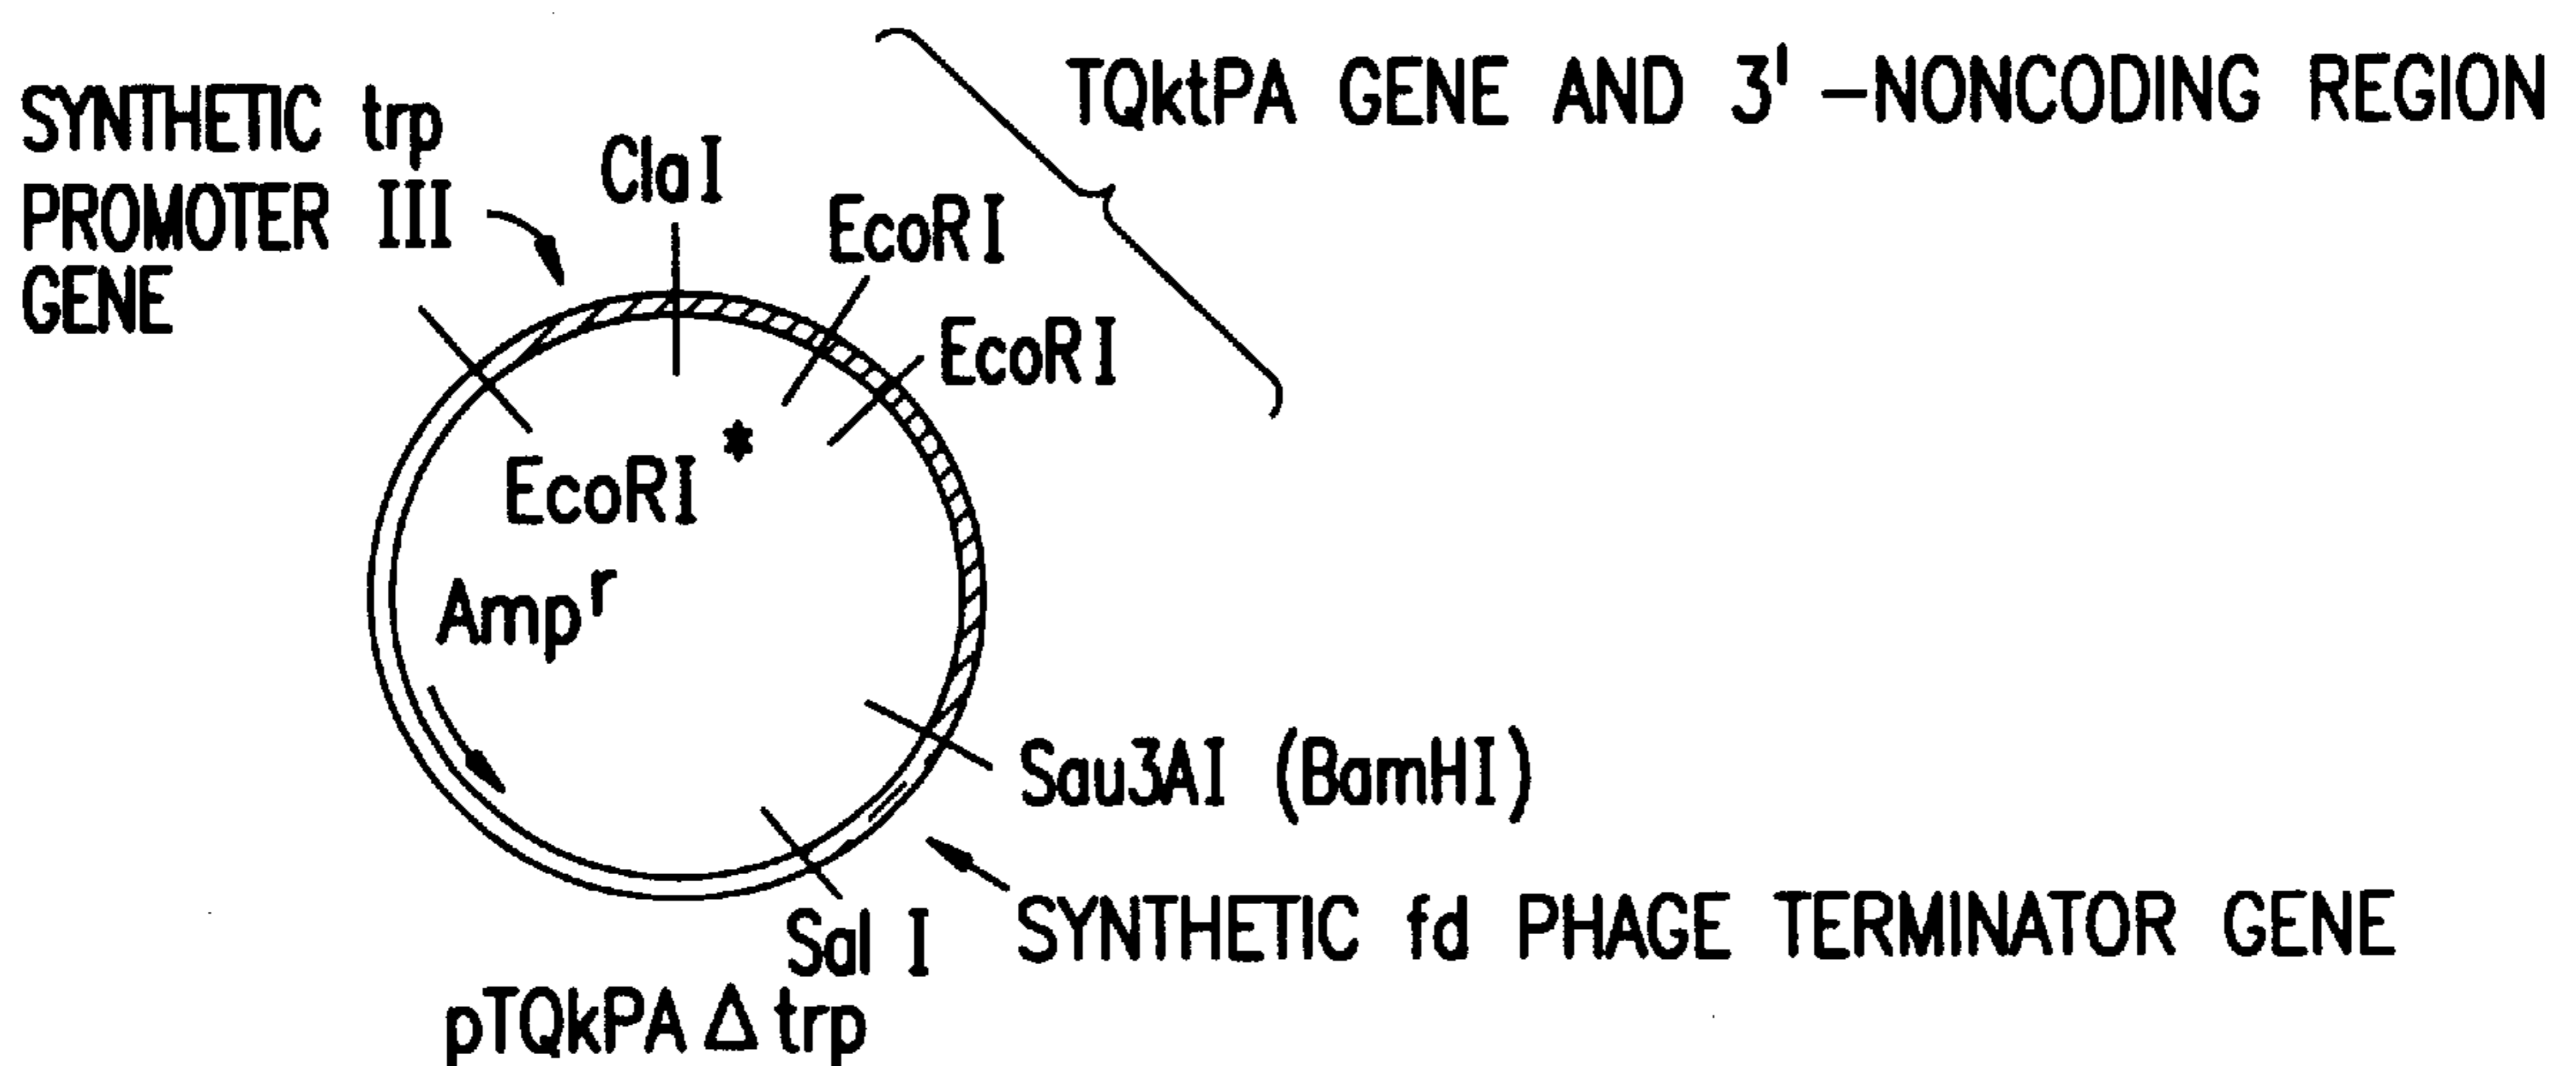 SYNTHETIC trp
PROMOTER III
GENE
ClaI
TQktPA GENE AND 3' -NONCODING REGION
EcoRI
EcoRI
EcoRI *
Amp r
Sau3AI (BamHI)
SYNTHETIC fd PHAGE TERMINATOR GENE
Sal I
pTQkPA Δ trp